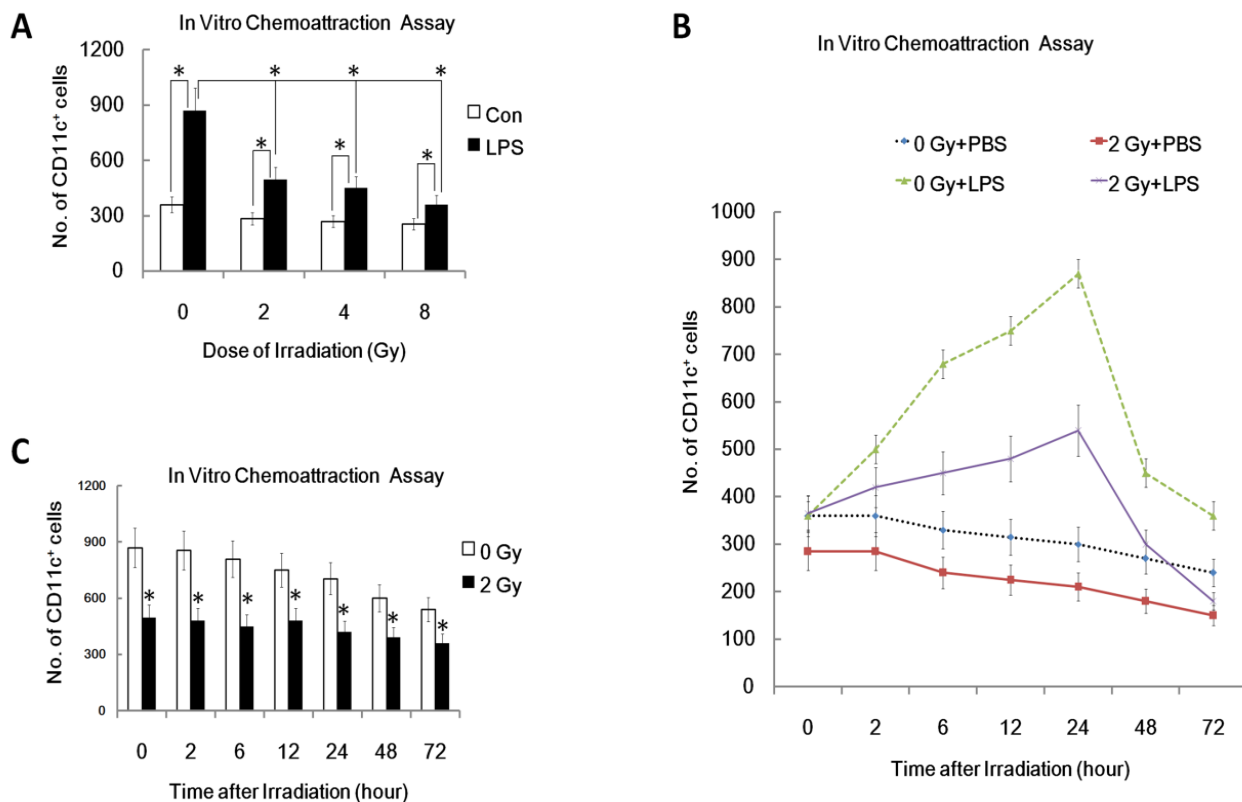 A
In Vitro Chemoattraction Assay
No. of CD11c⁺ cells
1200
900
600
300
0
* * * *
* * *
Con
LPS
0 2 4 8
Dose of Irradiation (Gy)
B
In Vitro Chemoattraction Assay
0 Gy+PBS 2 Gy+PBS
0 Gy+LPS 2 Gy+LPS
No. of CD11c⁺ cells
1000
900
800
700
600
500
400
300
200
100
0
0 2 6 12 24 48 72
Time after Irradiation (hour)
C
In Vitro Chemoattraction Assay
No. of CD11c⁺ cells
1200
900
600
300
0
0 Gy
2 Gy
* * * * * * *
0 2 6 12 24 48 72
Time after Irradiation (hour)